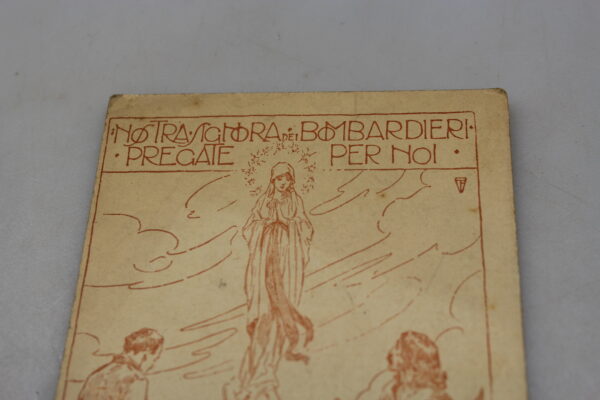 ·NOSTRA·SIGNORA DEI BOMBARDIERI·
·PREGATE PER NOI·